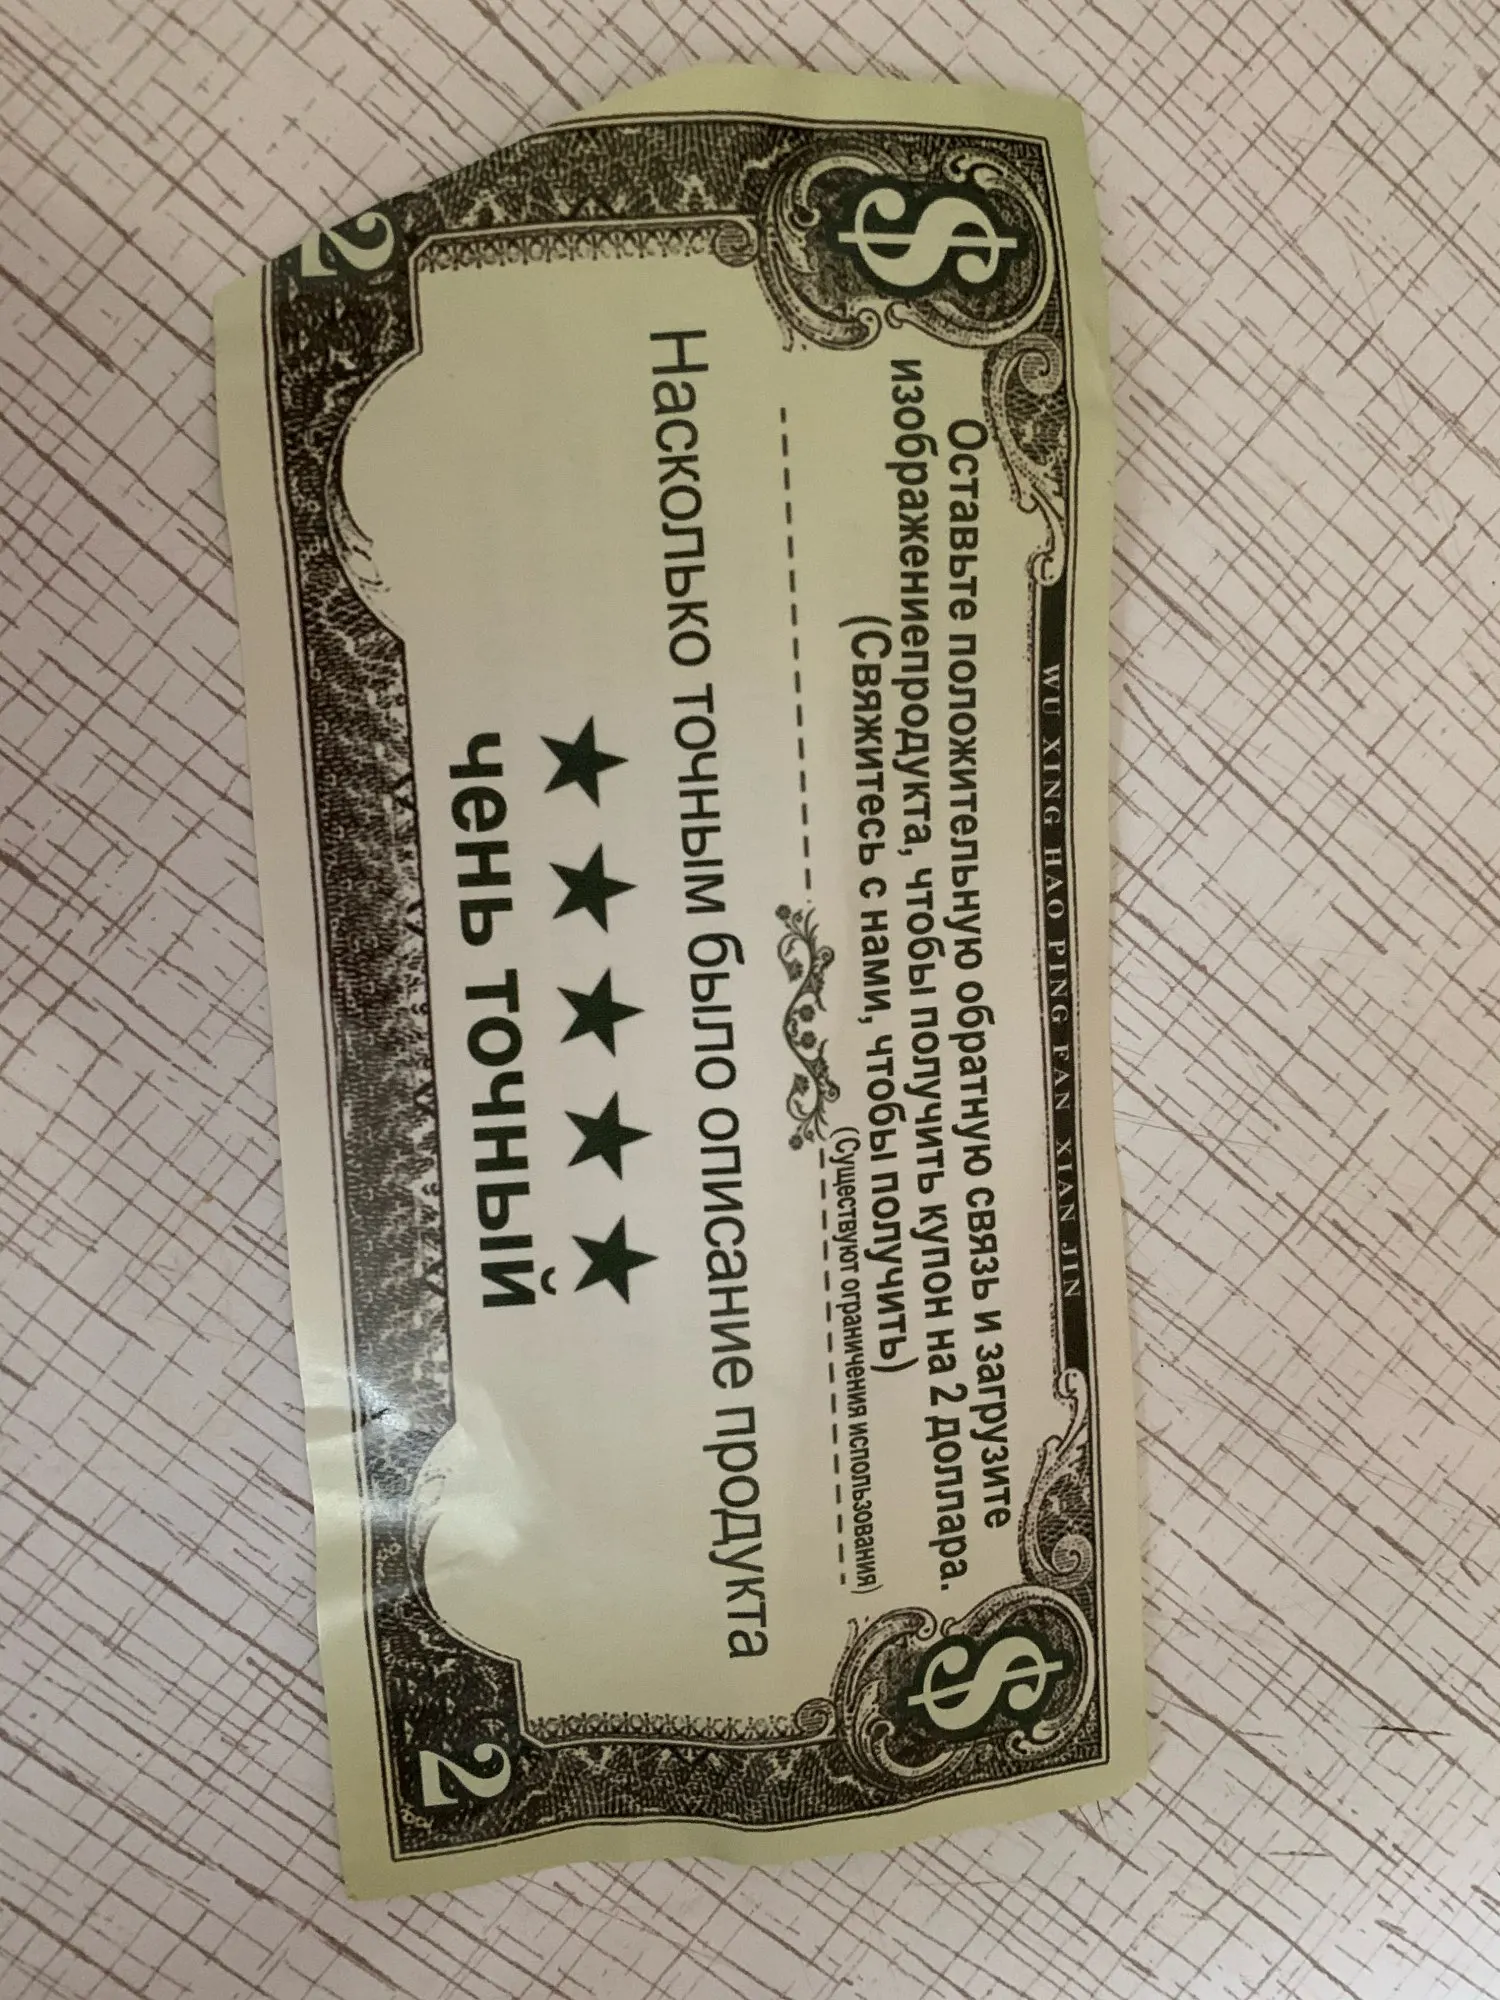 WU XING HAO PING FAN XIAN JIN
$ $
Оставьте положительную обратную связь и загрузите
изображениепродукта, чтобы получить купон на 2 доллара.
(Свяжитесь с нами, чтобы получить)
(Существуют ограничения использования)
Насколько точным было описание продукта
★ ★ ★ ★ ★
чень точный
2 2